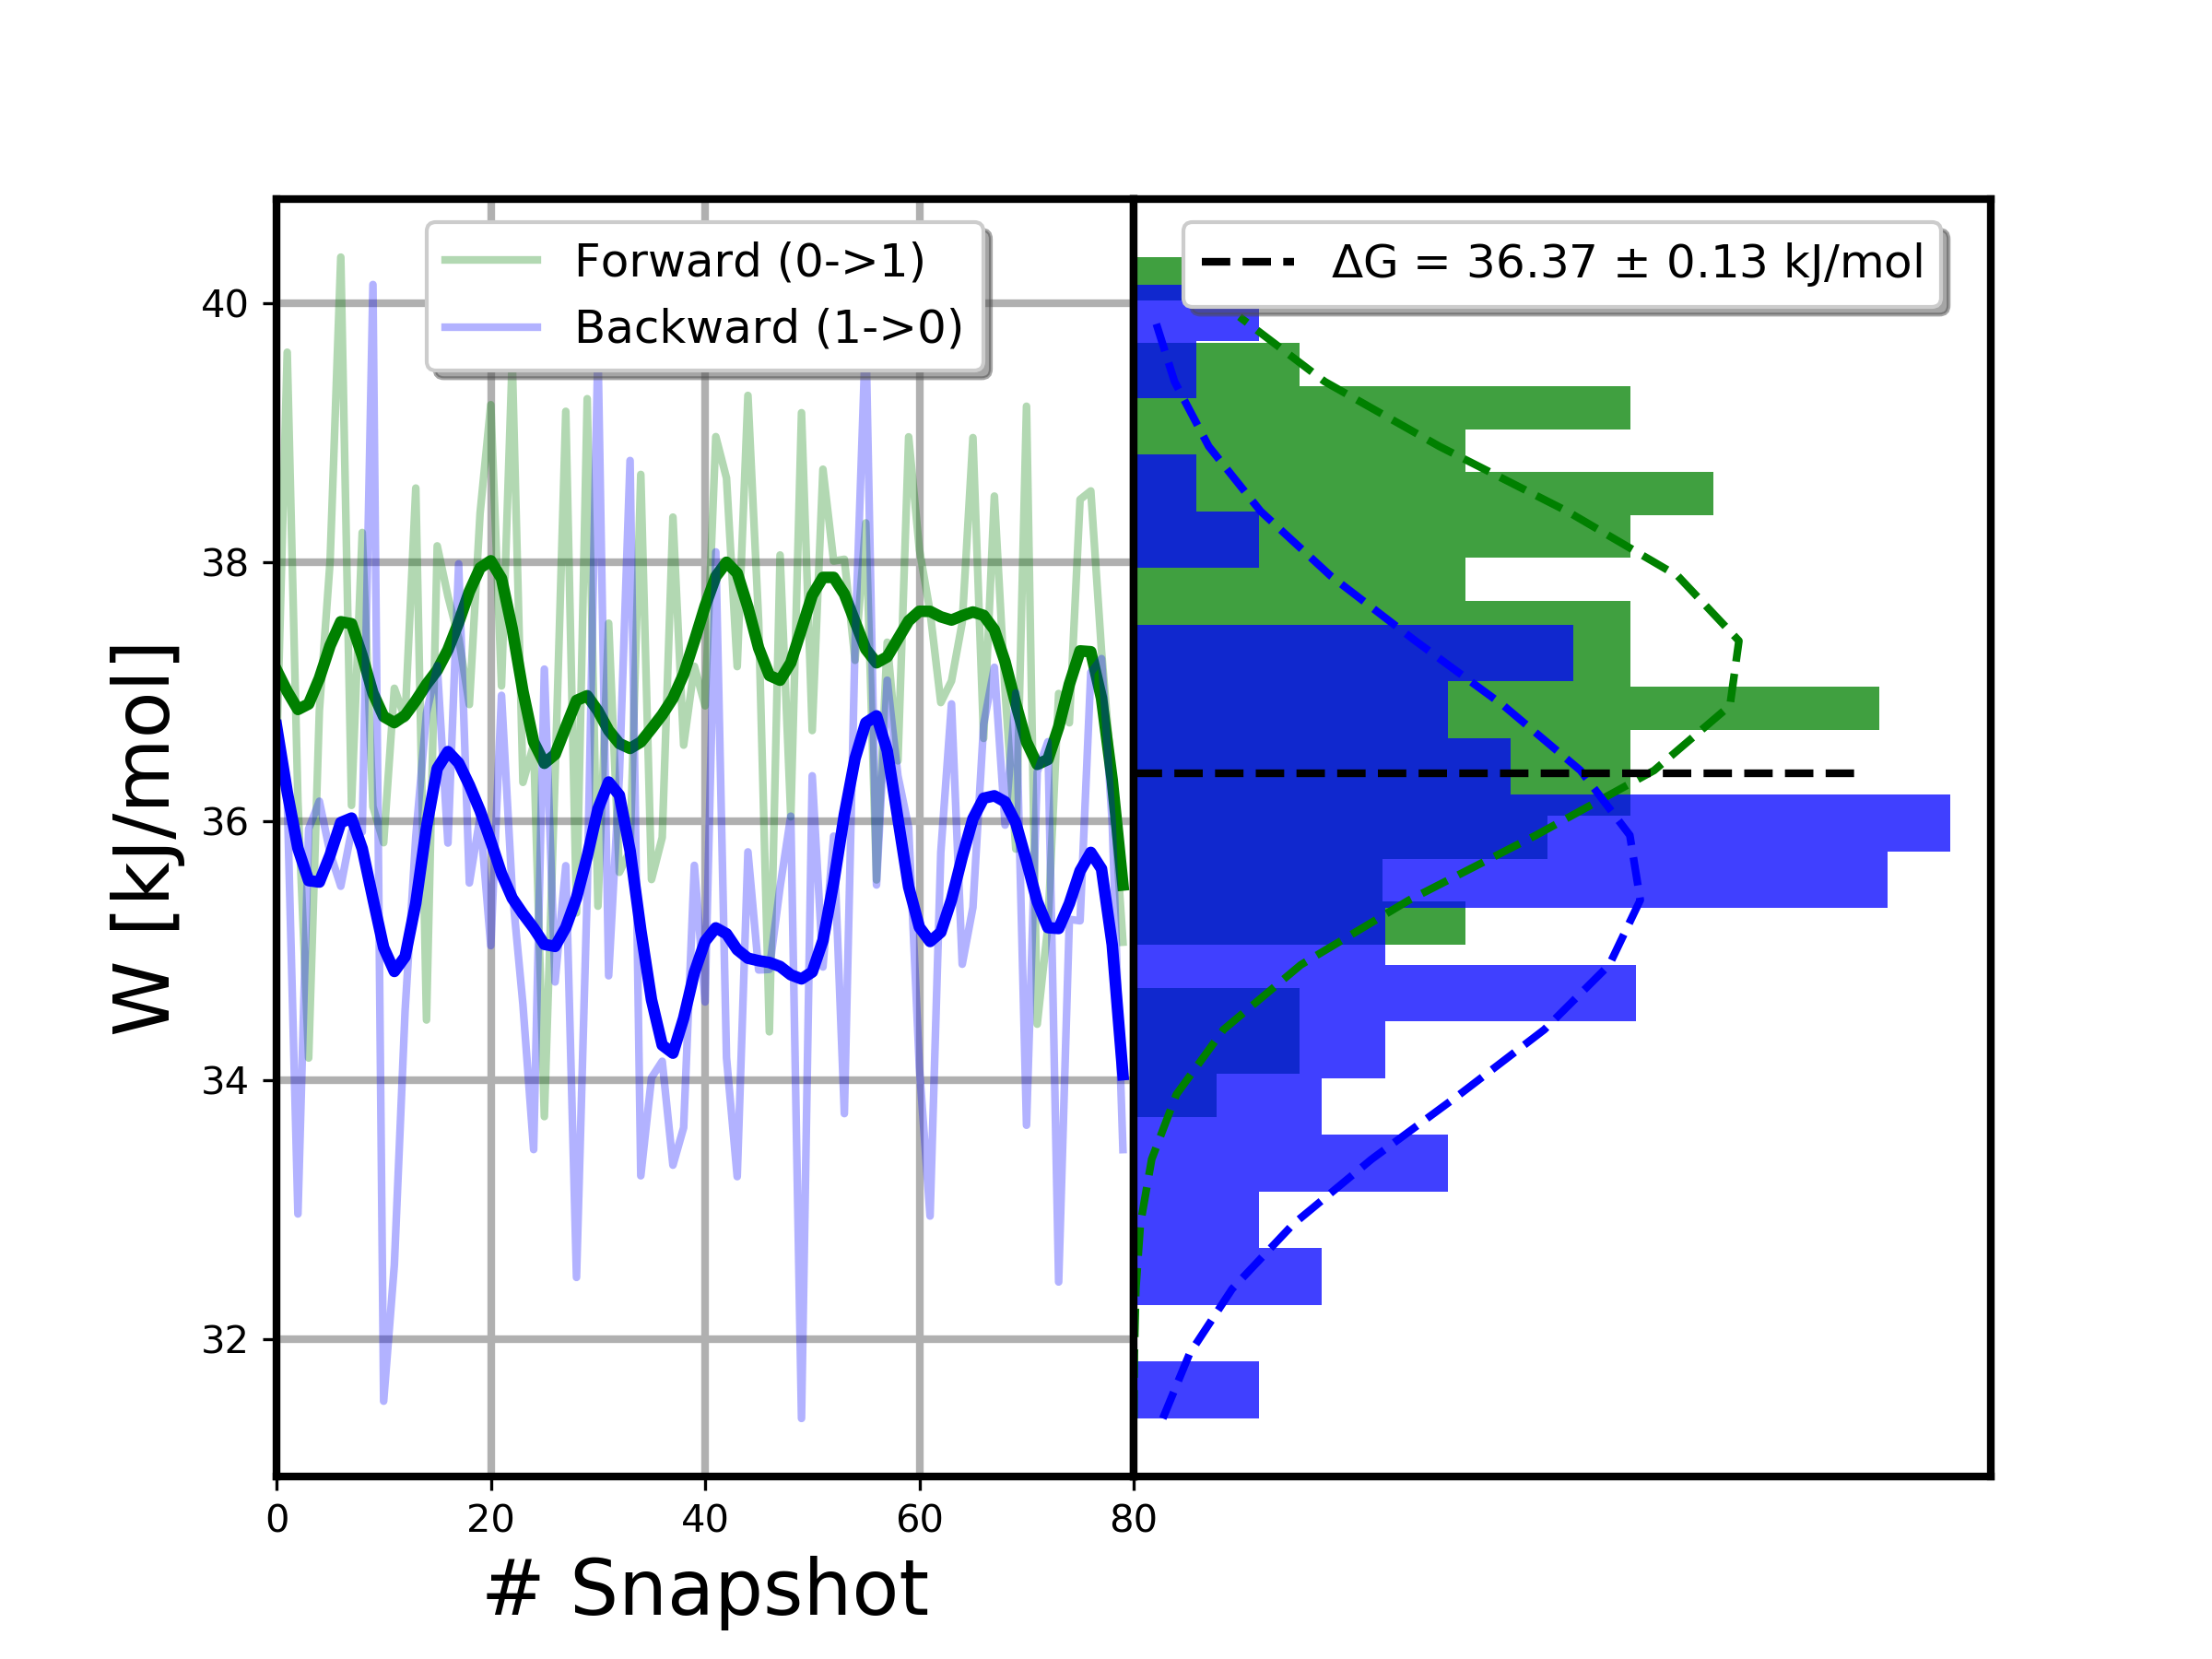 Forward (0->1)
Backward (1->0)
ΔG = 36.37 ± 0.13 kJ/mol
W [kJ/mol]
40
38
36
34
32
0 20 40 60 80
# Snapshot